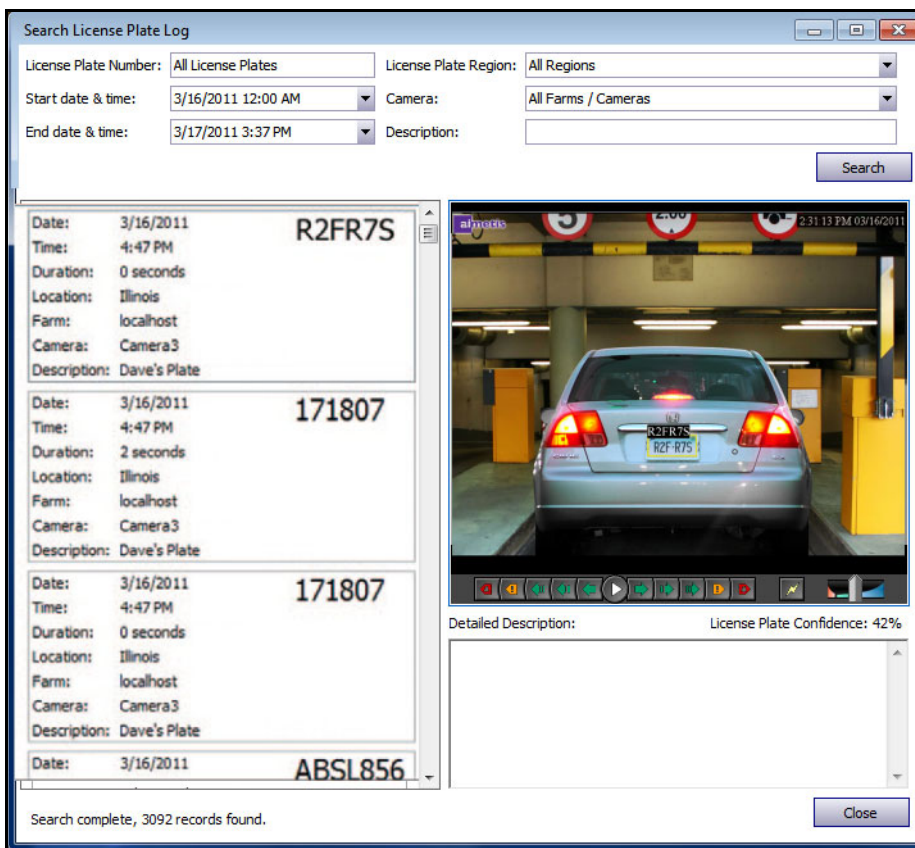 Search License Plate Log
License Plate Number: All License Plates License Plate Region: All Regions
Start date & time: 3/16/2011 12:00 AM Camera: All Farms / Cameras
End date & time: 3/17/2011 3:37 PM Description:
Search
Date: 3/16/2011 R2FR7S
Time: 4:47 PM
Duration: 0 seconds
Location: Illinois
Farm: localhost
Camera: Camera3
Description: Dave's Plate
Date: 3/16/2011 171807
Time: 4:47 PM
Duration: 2 seconds
Location: Illinois
Farm: localhost
Camera: Camera3
Description: Dave's Plate
Date: 3/16/2011 171807
Time: 4:47 PM
Duration: 0 seconds
Location: Illinois
Farm: localhost
Camera: Camera3
Description: Dave's Plate
Date: 3/16/2011 ABSL856
aimetis 5 2.00 2:31:13 PM 03/16/2011
R2FR7S
R2F·R7S
Detailed Description: License Plate Confidence: 42%
Search complete, 3092 records found.
Close